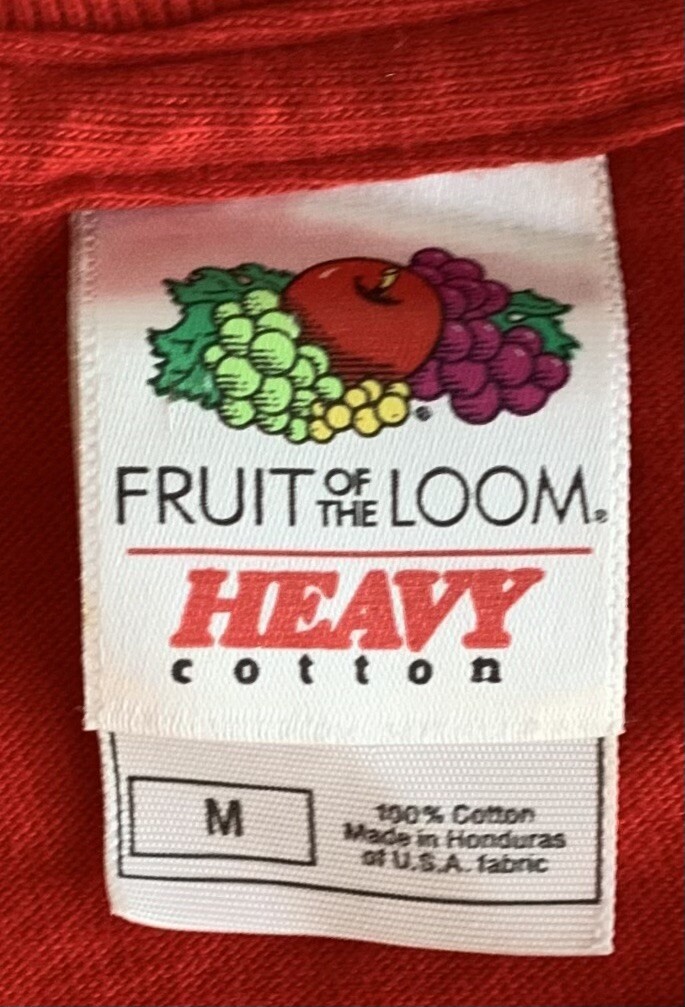 FRUIT OF THE LOOM®
HEAVY
cotton
M
100% Cotton
Made in Honduras
of U.S.A. fabric